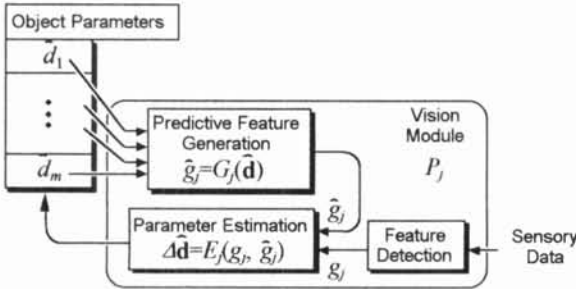 Object Parameters
d̂₁
⋮
d̂ₘ
Predictive Feature
Generation
ĝⱼ=Gⱼ(d̂)
Vision
Module
Pⱼ
ĝⱼ
Parameter Estimation
Δd̂=Eⱼ(gⱼ, ĝⱼ)
gⱼ
Feature
Detection
Sensory
Data